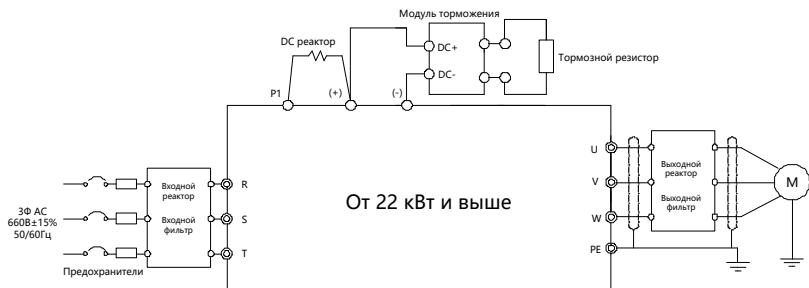 Модуль торможения
DC реактор
DC+
DC-
Тормозной резистор
P1
(+)
(-)
3Ф AC
660В±15%
50/60Гц
Предохранители
Входной
реактор
Входной
фильтр
R
S
T
От 22 кВт и выше
U
V
W
PE
Выходной
реактор
Выходной
фильтр
M